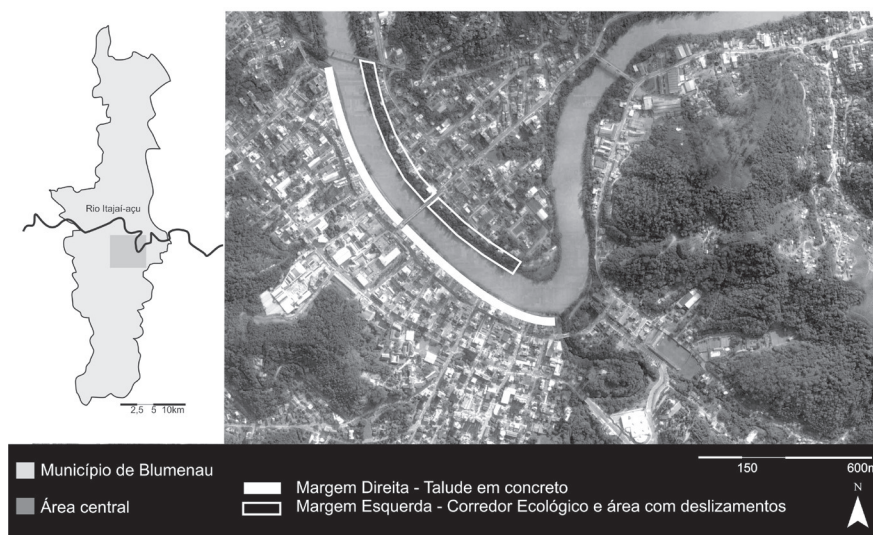 Rio Itajaí-açu
2,5 5 10km
Município de Blumenau
Área central
Margem Direita - Talude em concreto
Margem Esquerda - Corredor Ecológico e área com deslizamentos
150 600m
N